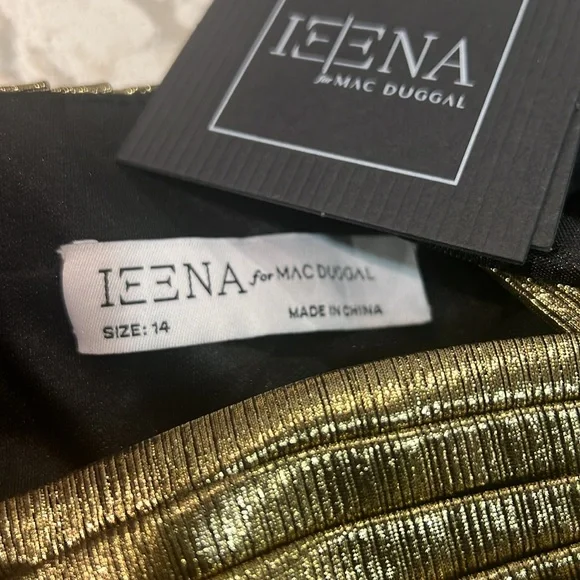 IEENA
for MAC DUGGAL
IEENA for MAC DUGGAL
SIZE: 14
MADE IN CHINA